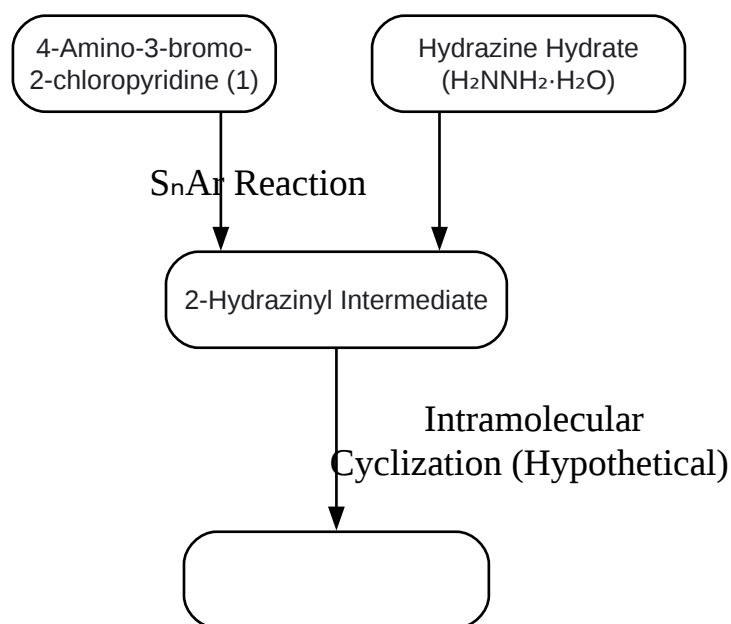 4-Amino-3-bromo-
2-chloropyridine (1)
Hydrazine Hydrate
(H₂NNH₂·H₂O)
SₙAr Reaction
2-Hydrazinyl Intermediate
Intramolecular
Cyclization (Hypothetical)